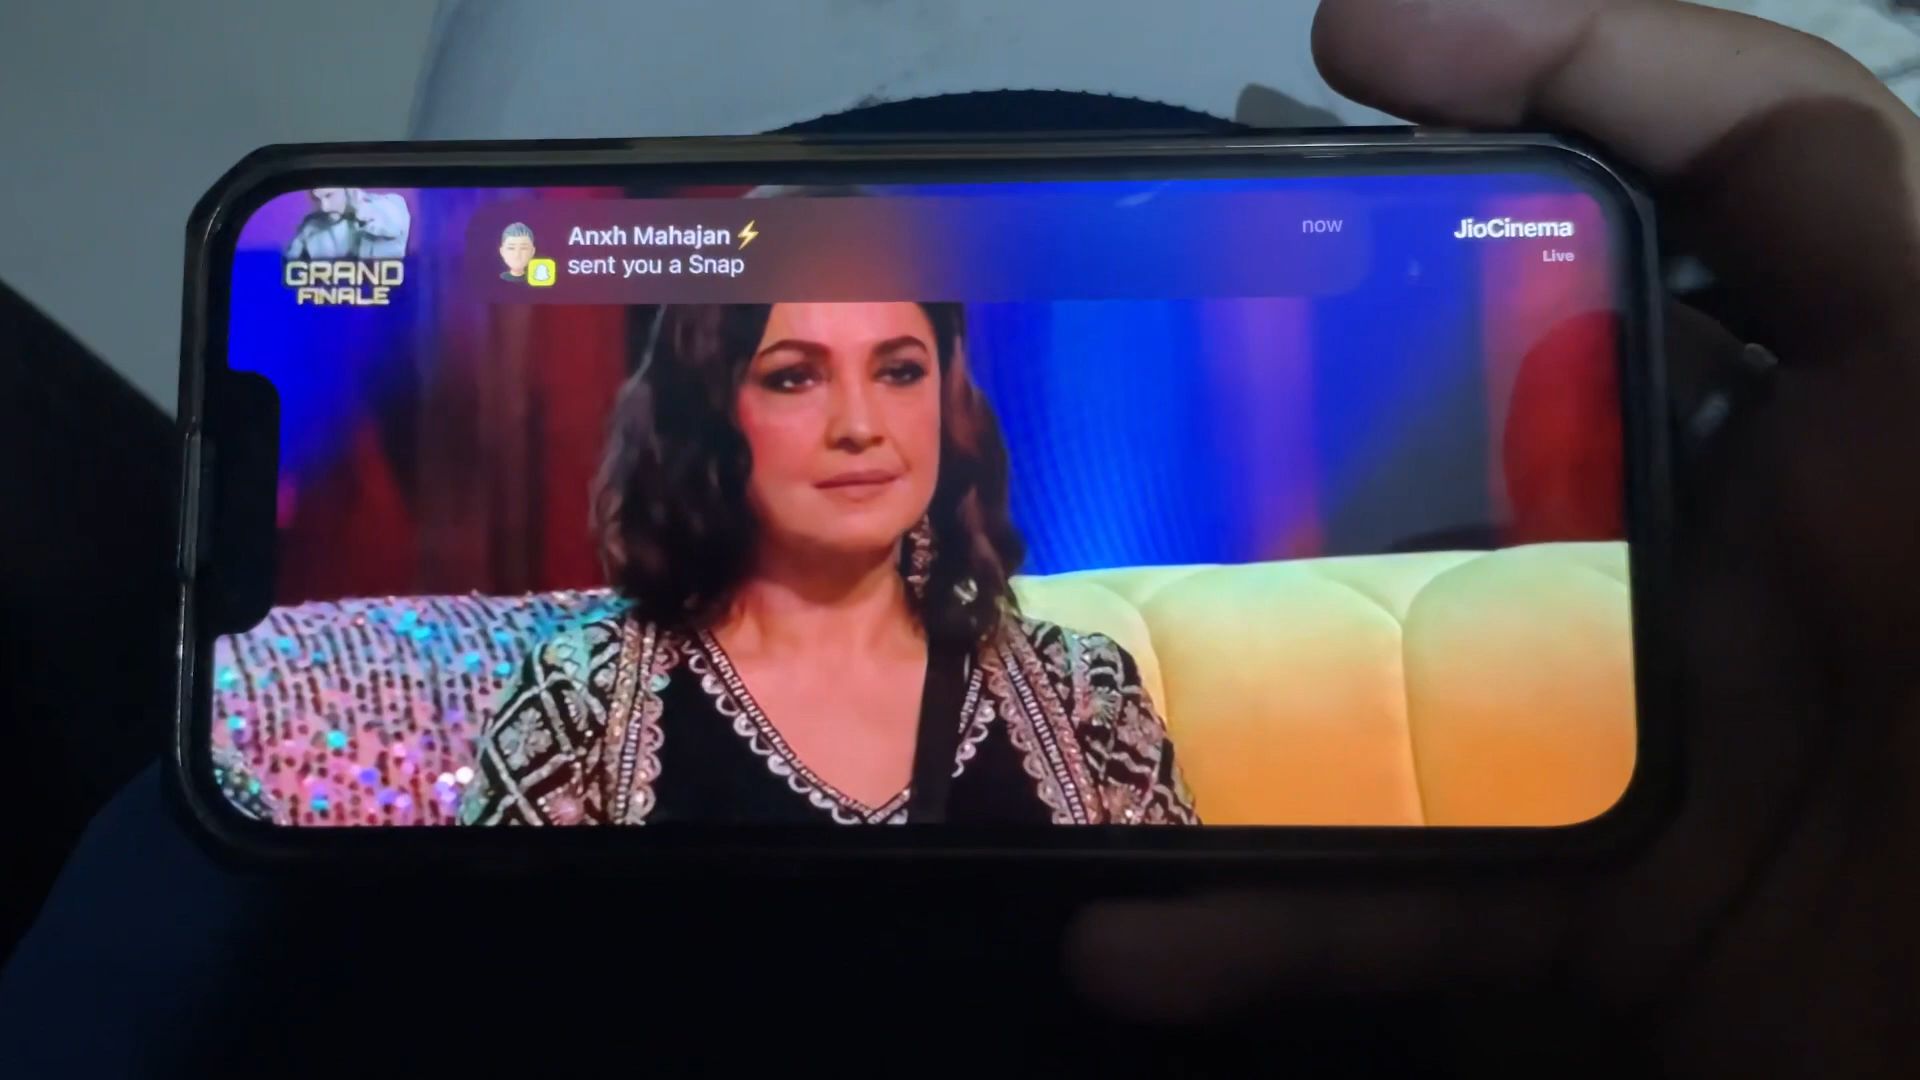 GRAND
FINALE
Anxh Mahajan⚡
sent you a Snap
now
JioCinema
Live